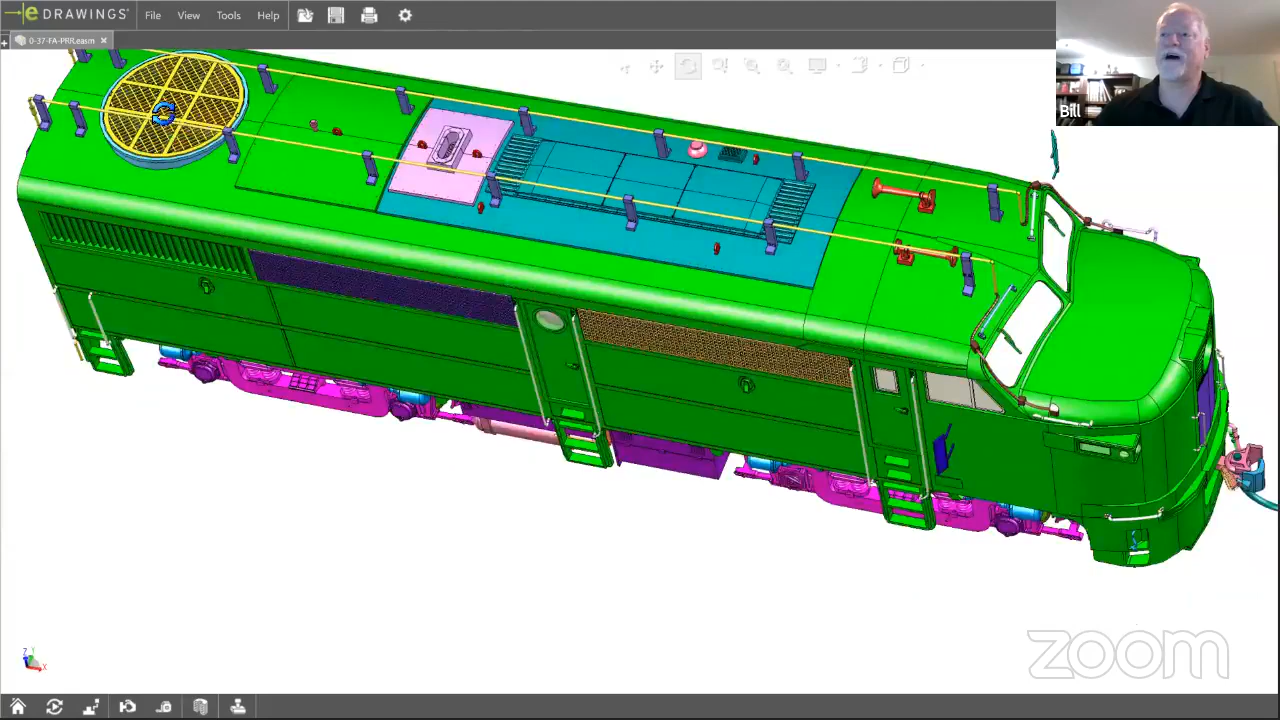 eDRAWINGS®
File View Tools Help
0-37-FA-PRR.easm
Bill
zoom
Z Y X